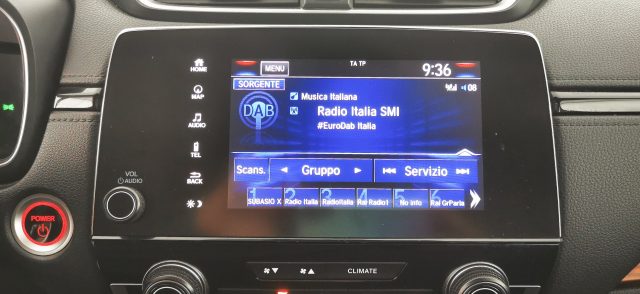 MENU
TA TP
9:36
HOME
SORGENTE
MAP
DAB
Musica Italiana
08
Radio Italia SMI
AUDIO
#EuroDab Italia
TEL
Scans.
Gruppo
Servizio
BACK
VOL
AUDIO
1 2 3 4 5 6
SUBASIO X Radio Italia RadioItalia Rai Radio1 No info Rai GrParla
POWER
CLIMATE